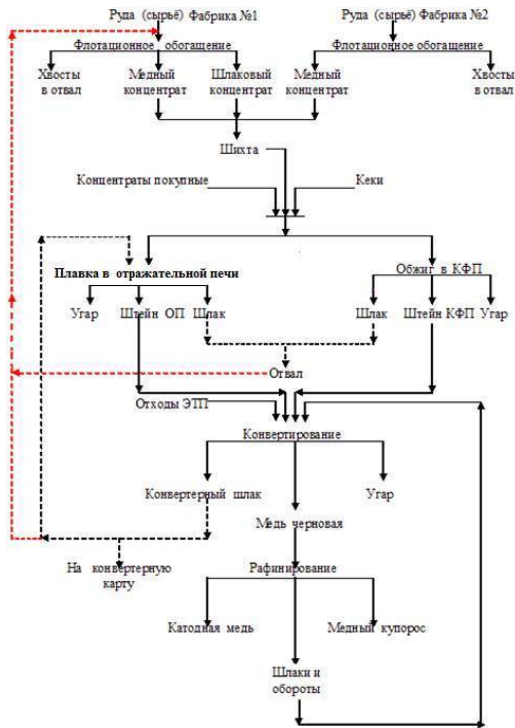 Руда (сырьё) Фабрика №1
Руда (сырьё) Фабрика №2
Флотационное обогащение
Флотационное обогащение
Хвосты
в отвал
Медный
концентрат
Шлаковый
концентрат
Медный
концентрат
Хвосты
в отвал
Шихта
Концентраты покупные
Кеки
Плавка в отражательной печи
Обжиг в КФП
Угар
Штейн ОП
Шлак
Шлак
Штейн КФП
Угар
Отвал
Отходы ЭТП
Конвертирование
Конвертерный шлак
Угар
Медь черновая
На конвертерную
карту
Рафинирование
Катодная медь
Медный купорос
Шлаки и
обороты